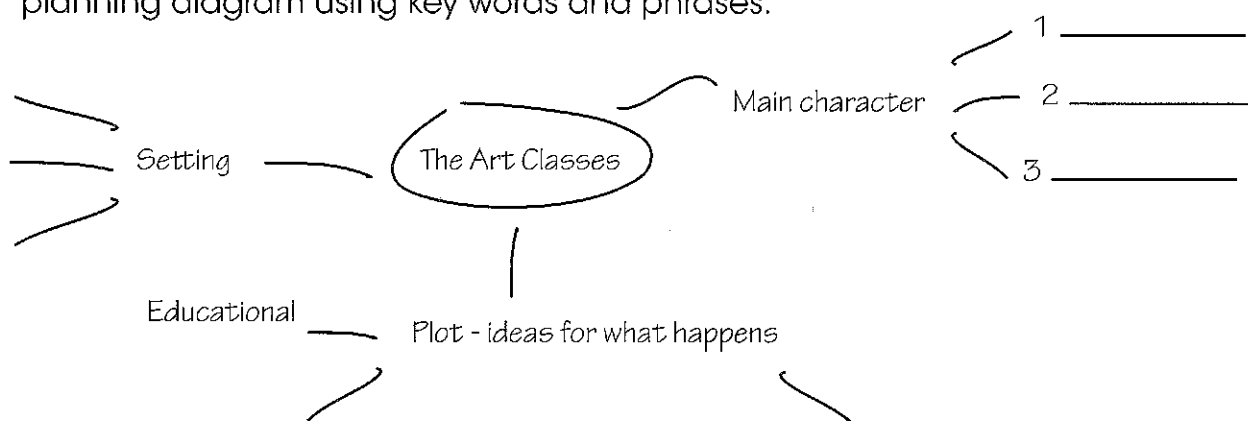 planning diagram using key words and phrases.
1
Main character
2
Setting
The Art Classes
3
Educational
Plot - ideas for what happens